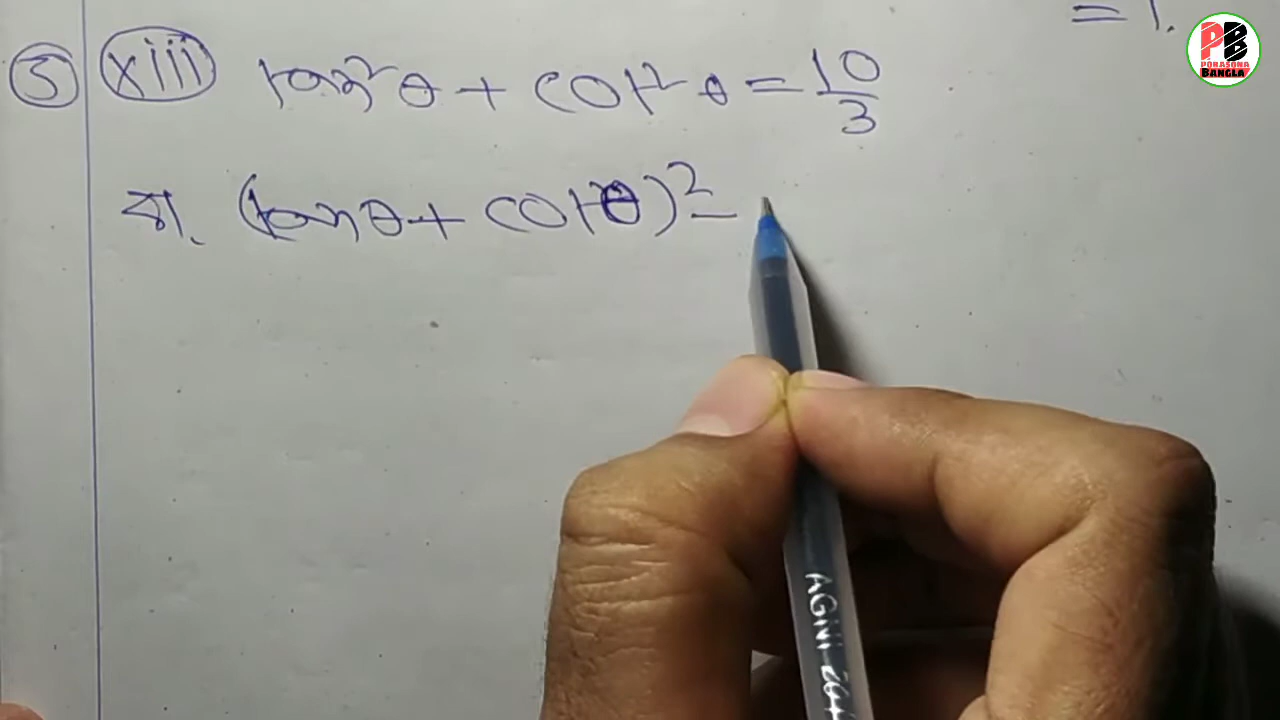 = 1.
PB
PORASONA
BANGLA
5 xiii tan²θ + cot²θ = 10/3
বা. (tanθ + cotθ)² -
AGNI